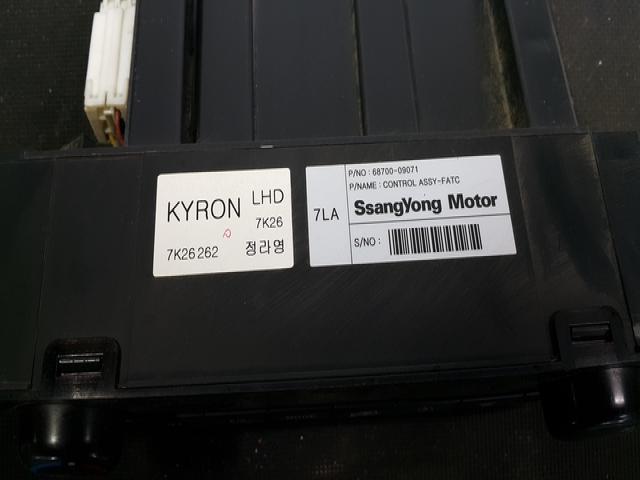 KYRON LHD
7K26
7K26262 정라영
7LA
P/NO : 68700-09071
P/NAME : CONTROL ASSY-FATC
SsangYong Motor
S/NO :